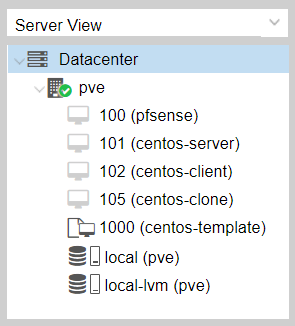 Server View
Datacenter
pve
100 (pfsense)
101 (centos-server)
102 (centos-client)
105 (centos-clone)
1000 (centos-template)
local (pve)
local-lvm (pve)